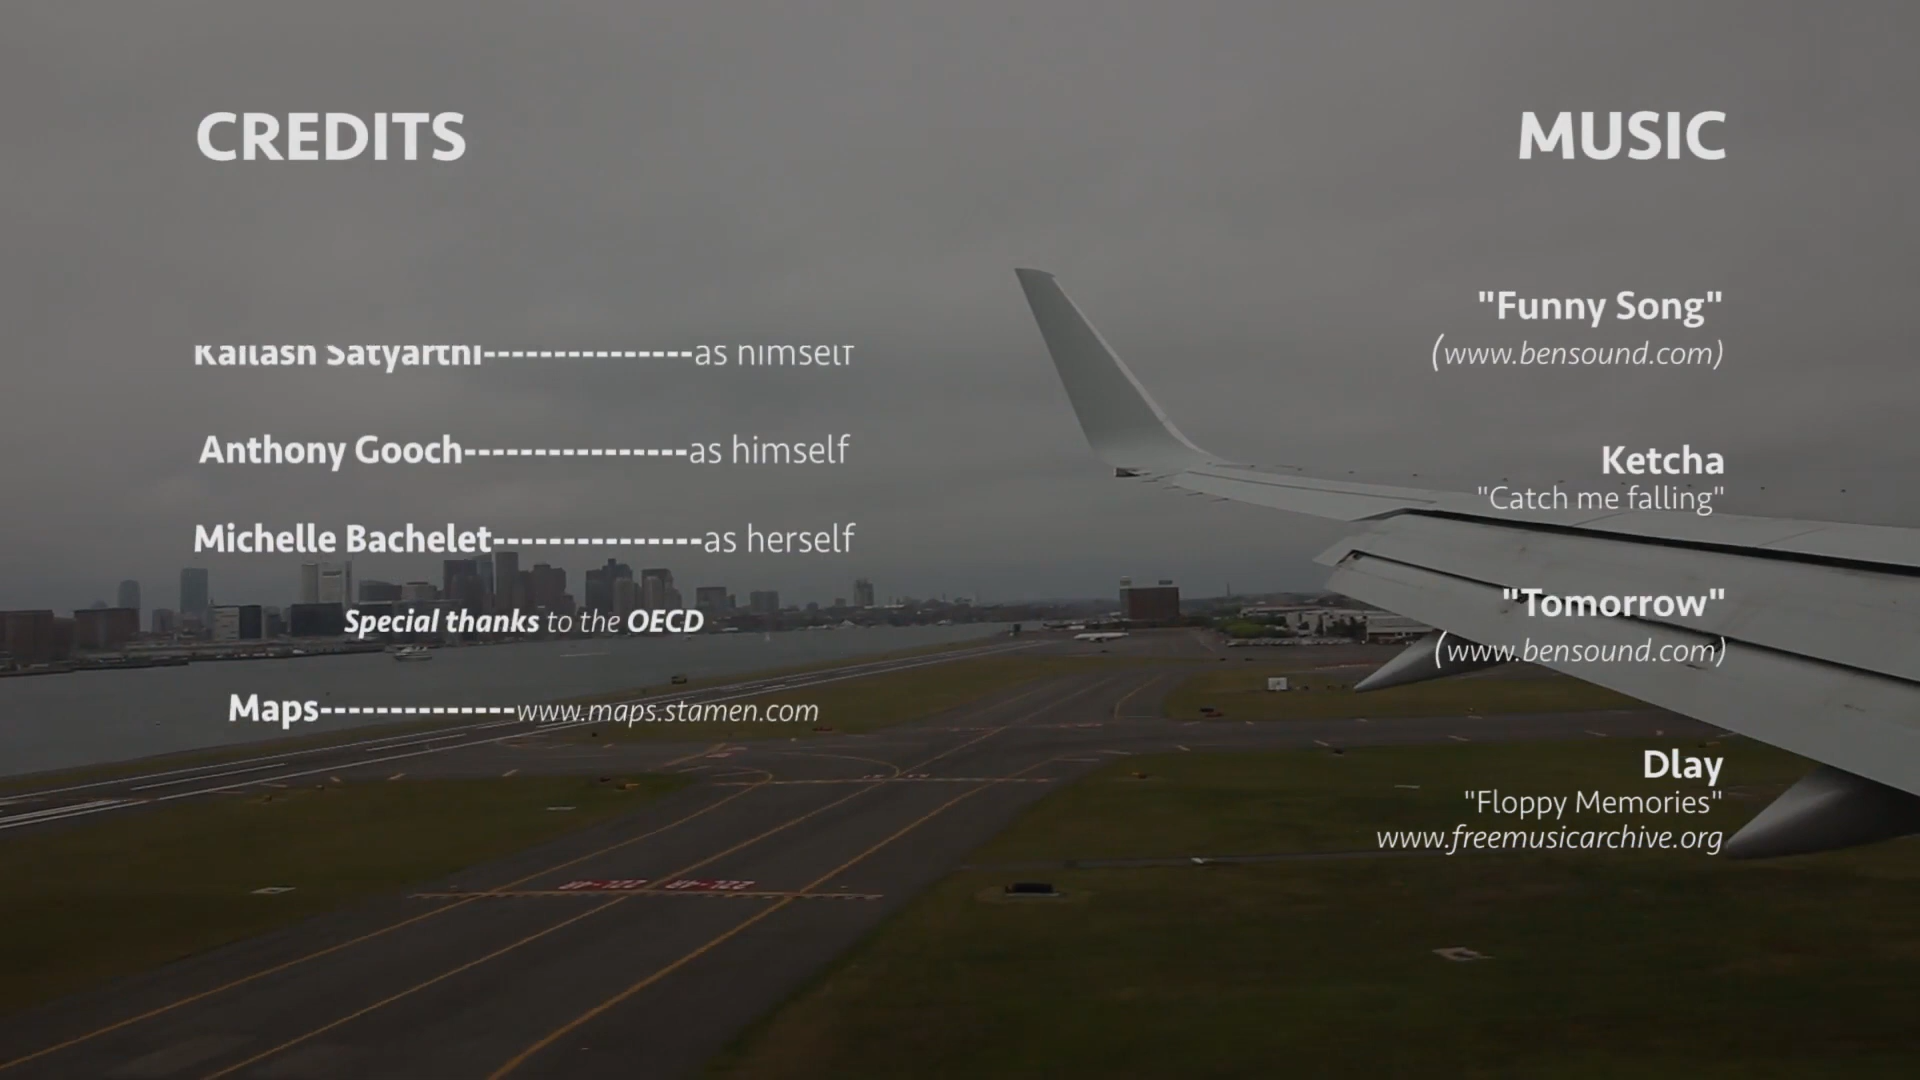 CREDITS
Kailash Satyarthi---------------as himself
Anthony Gooch----------------as himself
Michelle Bachelet---------------as herself
Special thanks to the OECD
Maps--------------www.maps.stamen.com
MUSIC
"Funny Song"
(www.bensound.com)
Ketcha
"Catch me falling"
"Tomorrow"
(www.bensound.com)
Dlay
"Floppy Memories"
www.freemusicarchive.org